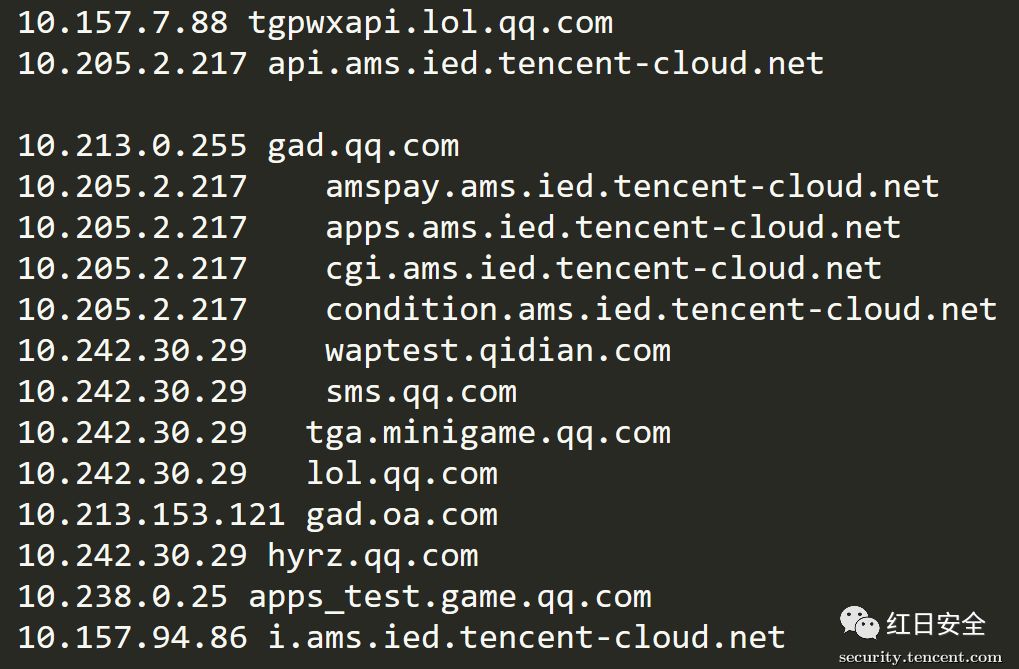 10.157.7.88 tgpwxapi.lol.qq.com
10.205.2.217 api.ams.ied.tencent-cloud.net
10.213.0.255 gad.qq.com
10.205.2.217    amspay.ams.ied.tencent-cloud.net
10.205.2.217    apps.ams.ied.tencent-cloud.net
10.205.2.217    cgi.ams.ied.tencent-cloud.net
10.205.2.217    condition.ams.ied.tencent-cloud.net
10.242.30.29    waptest.qidian.com
10.242.30.29    sms.qq.com
10.242.30.29   tga.minigame.qq.com
10.242.30.29   lol.qq.com
10.213.153.121 gad.oa.com
10.242.30.29 hyrz.qq.com
10.238.0.25 apps_test.game.qq.com
10.157.94.86 i.ams.ied.tencent-cloud.net
红日安全
security.tencent.com